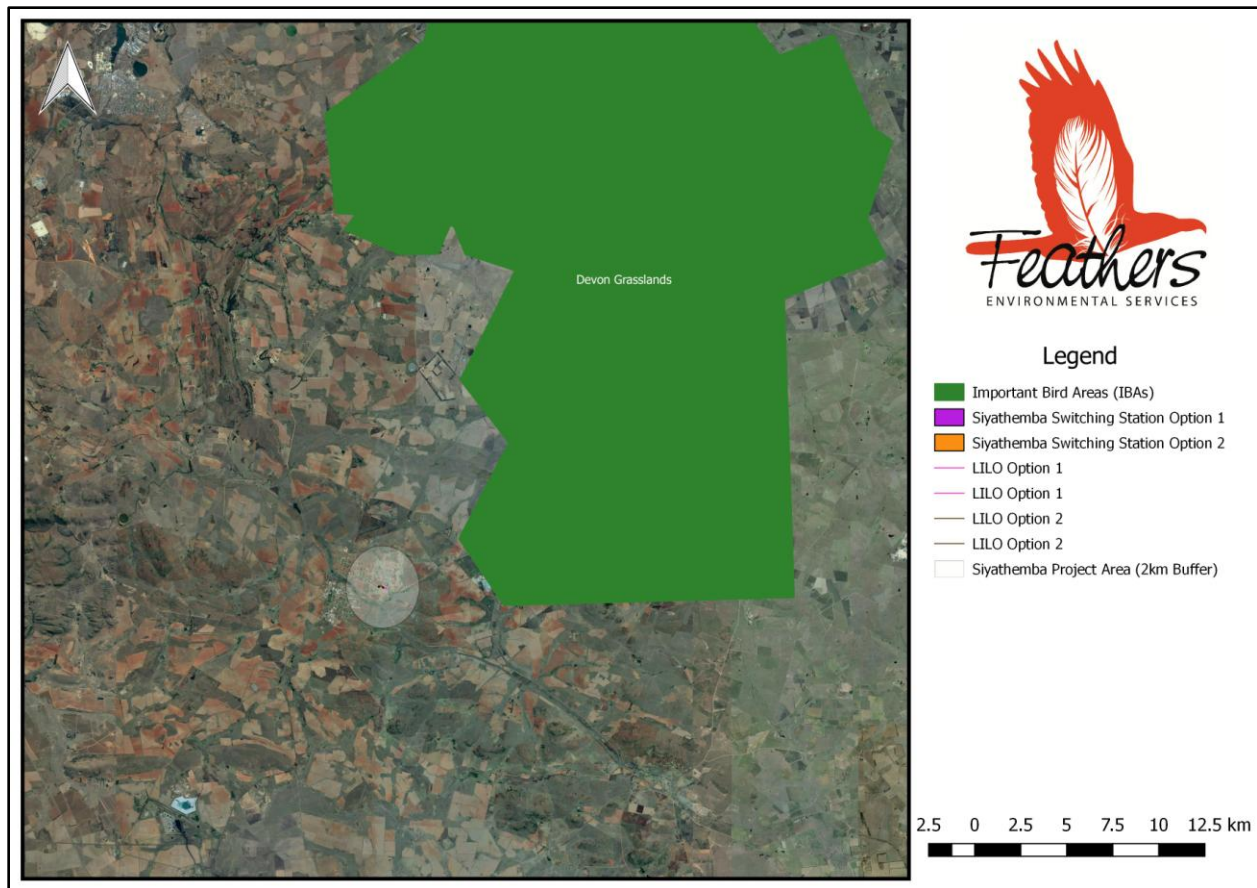 Devon Grasslands
Feathers
ENVIRONMENTAL SERVICES
Legend
Important Bird Areas (IBAs)
Siyathemba Switching Station Option 1
Siyathemba Switching Station Option 2
LILO Option 1
LILO Option 1
LILO Option 2
LILO Option 2
Siyathemba Project Area (2km Buffer)
2.5 0 2.5 5 7.5 10 12.5 km